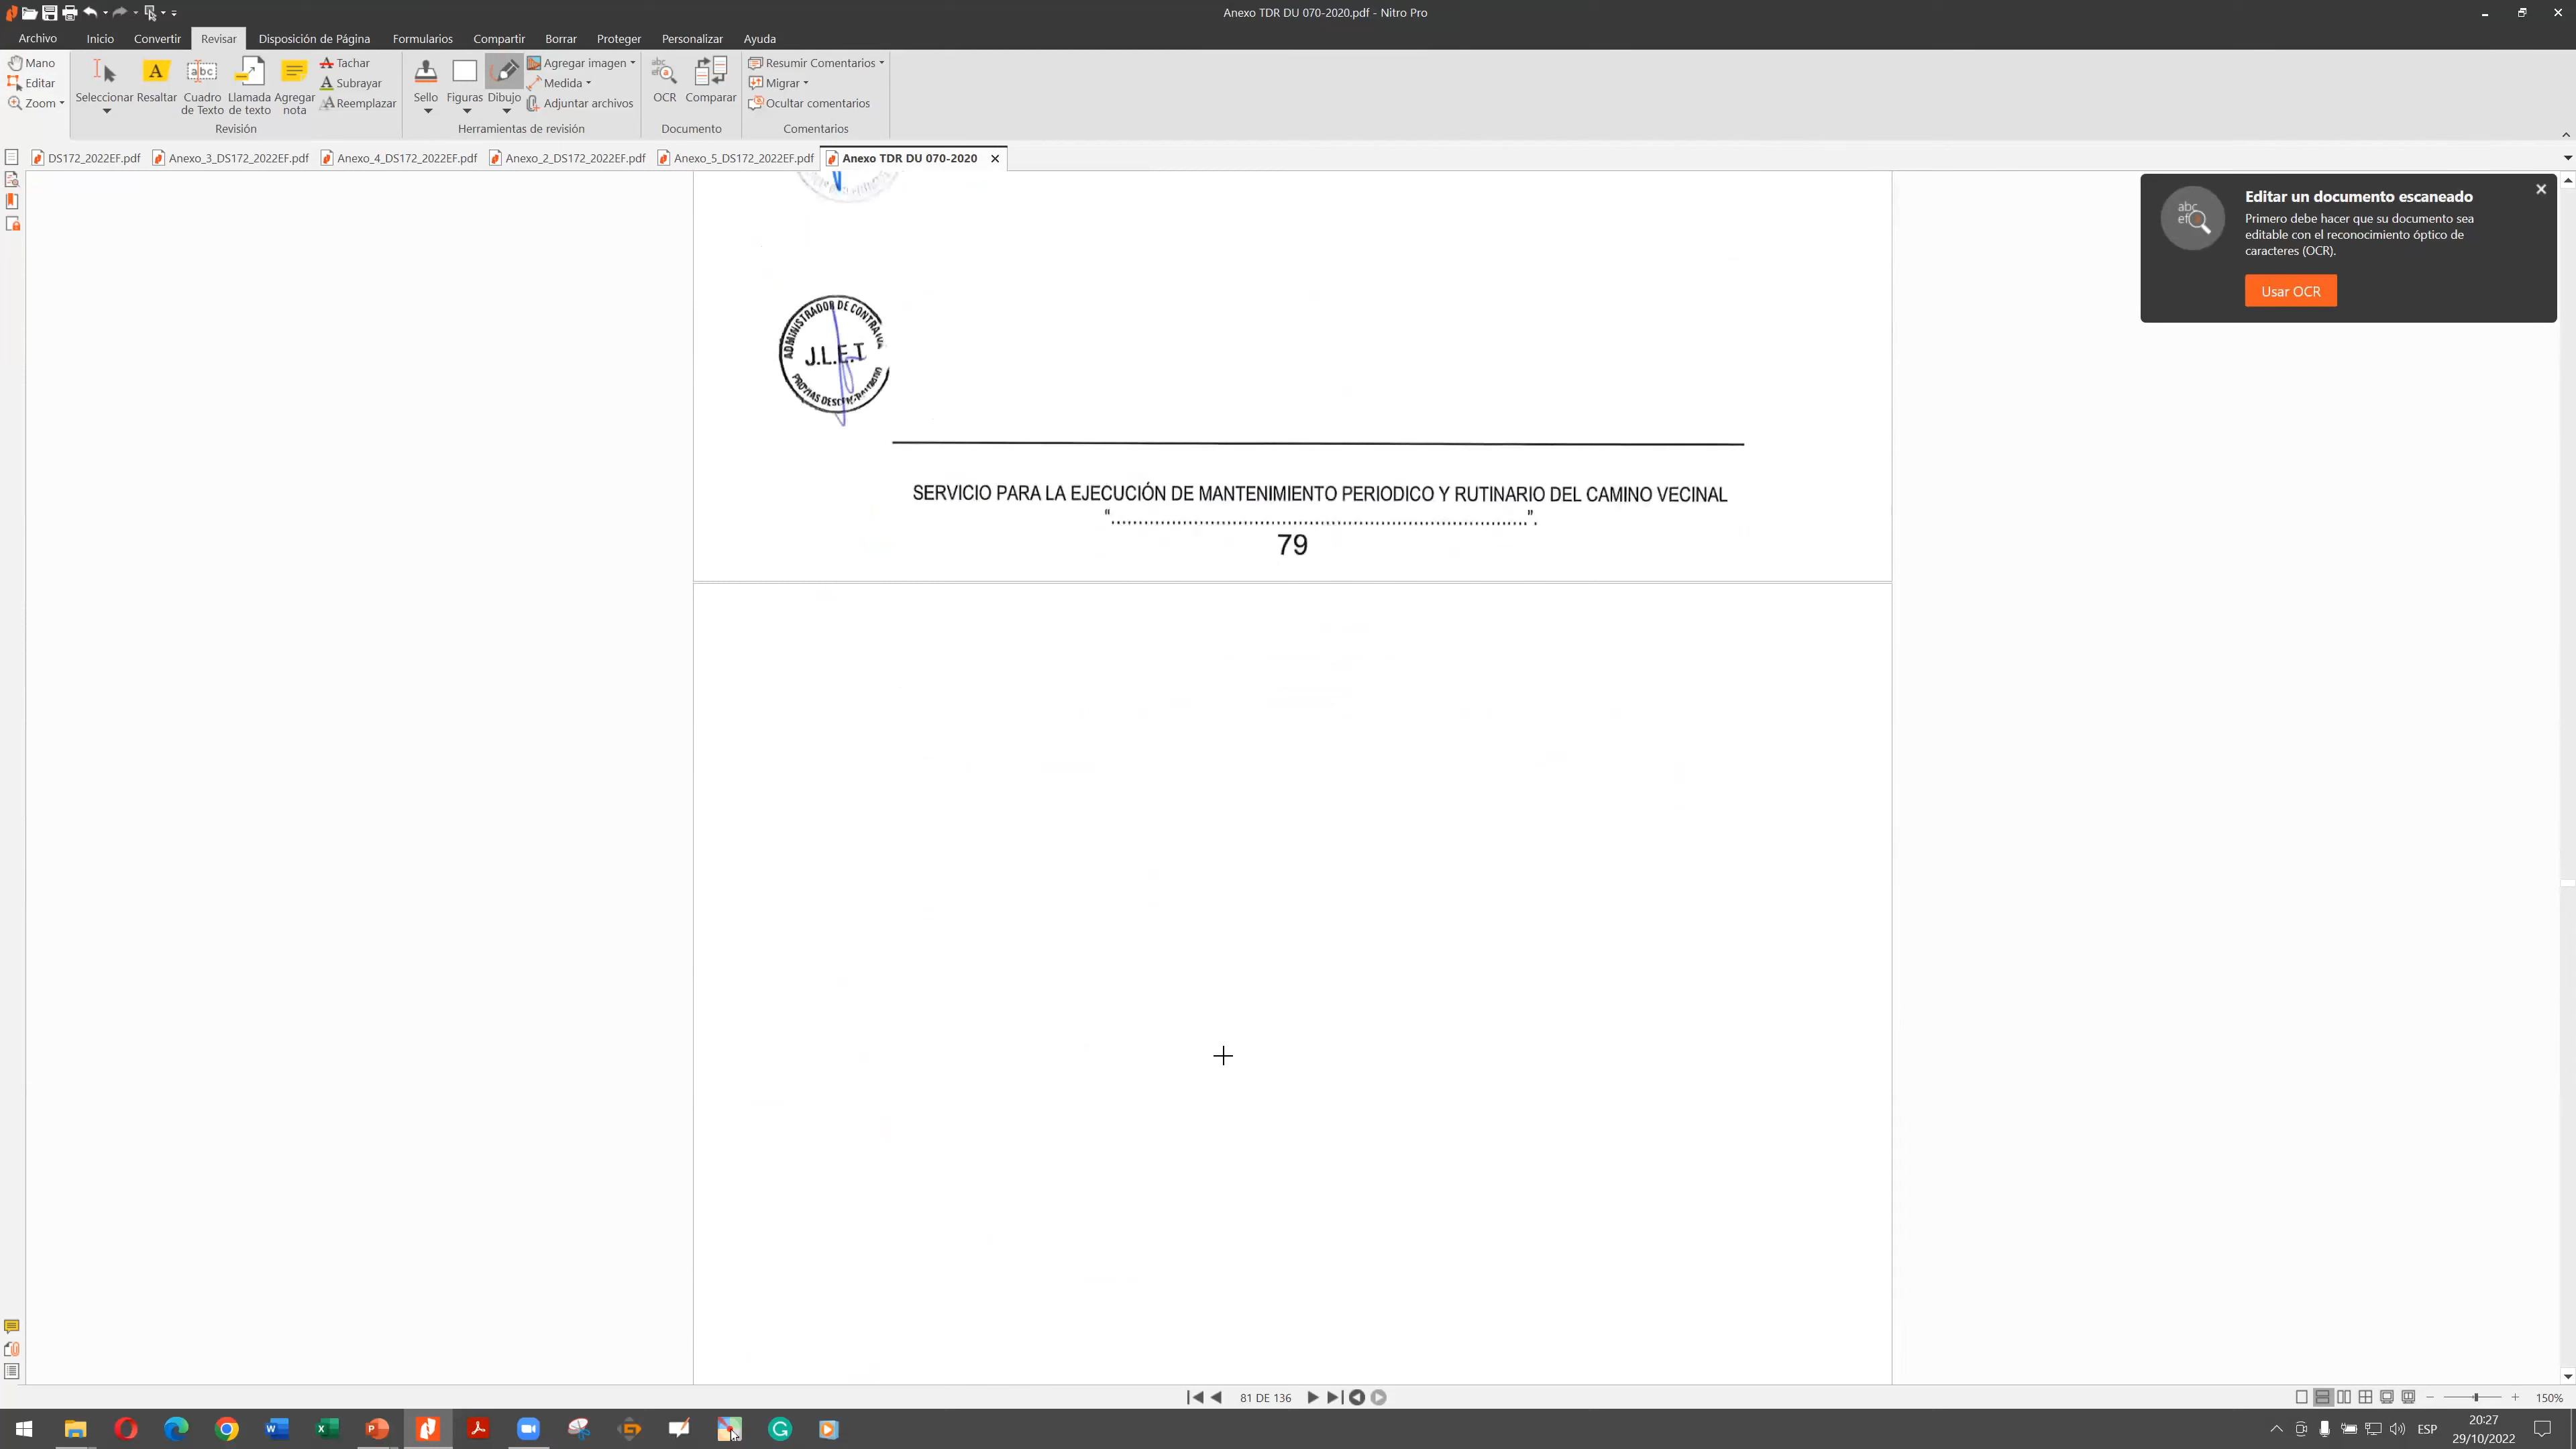 Anexo TDR DU 070-2020.pdf - Nitro Pro
Archivo Inicio Convertir Revisar Disposición de Página Formularios Compartir Borrar Proteger Personalizar Ayuda
Mano
Editar
Zoom
Seleccionar
Resaltar
Cuadro de Texto
Llamada de texto
Agregar nota
Tachar
Subrayar
Reemplazar
Revisión
Sello
Figuras
Dibujo
Agregar imagen
Medida
Adjuntar archivos
Herramientas de revisión
OCR
Comparar
Documento
Resumir Comentarios
Migrar
Ocultar comentarios
Comentarios
DS172_2022EF.pdf Anexo_3_DS172_2022EF.pdf Anexo_4_DS172_2022EF.pdf Anexo_2_DS172_2022EF.pdf Anexo_5_DS172_2022EF.pdf Anexo TDR DU 070-2020
Editar un documento escaneado
Primero debe hacer que su documento sea
editable con el reconocimiento óptico de
caracteres (OCR).
Usar OCR
ADMINISTRADOR DE
J.L.E.T
SERVICIO PARA LA EJECUCIÓN DE MANTENIMIENTO PERIODICO Y RUTINARIO DEL CAMINO VECINAL
“...........................................................................”.
79
81 DE 136
150%
ESP
20:27
29/10/2022